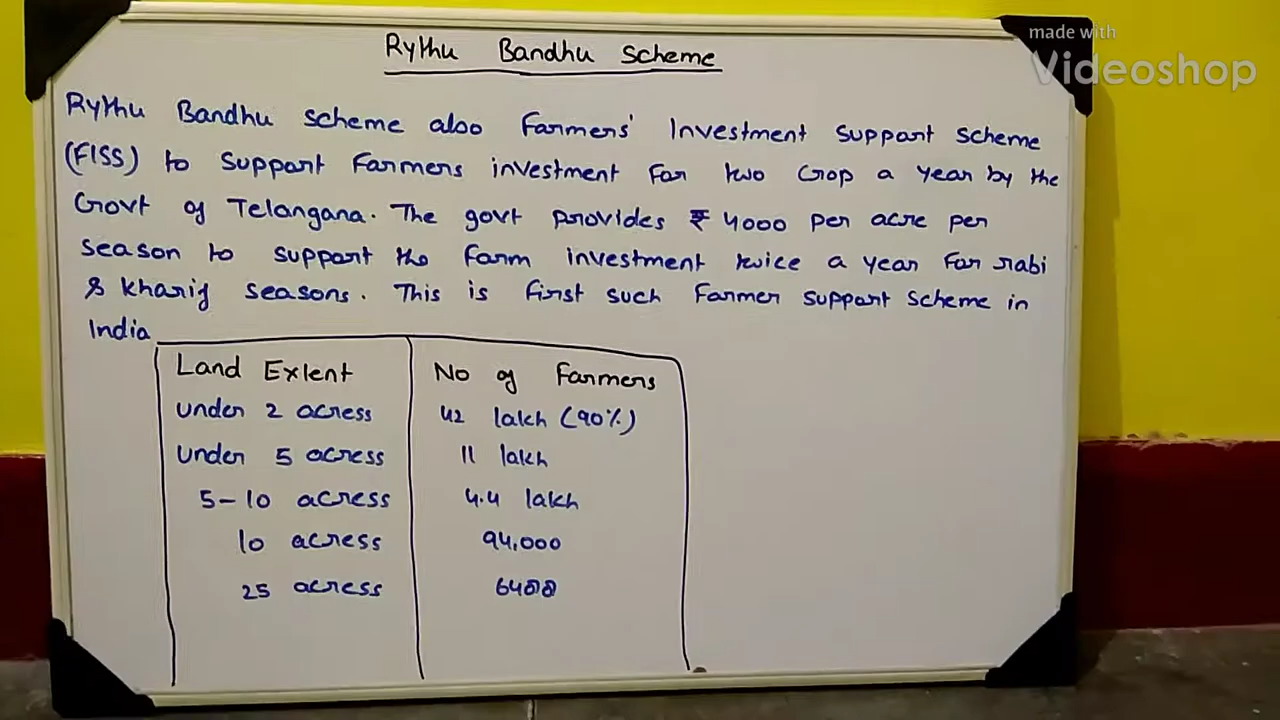 Rythu Bandhu Scheme
made with
Videoshop
Rythu Bandhu scheme also Farmers' Investment Support Scheme
(FISS) to support Farmers investment for two crop a year by the
Govt of Telangana. The govt provides ₹ 4000 per acre per
season to support the farm investment twice a year for rabi
& kharif seasons. This is first such farmer support scheme in
India
Land Extent No of Farmers
under 2 acress 42 lakh (90%)
under 5 acress 11 lakh
5-10 acress 4.4 lakh
10 acress 94,000
25 acress 6488